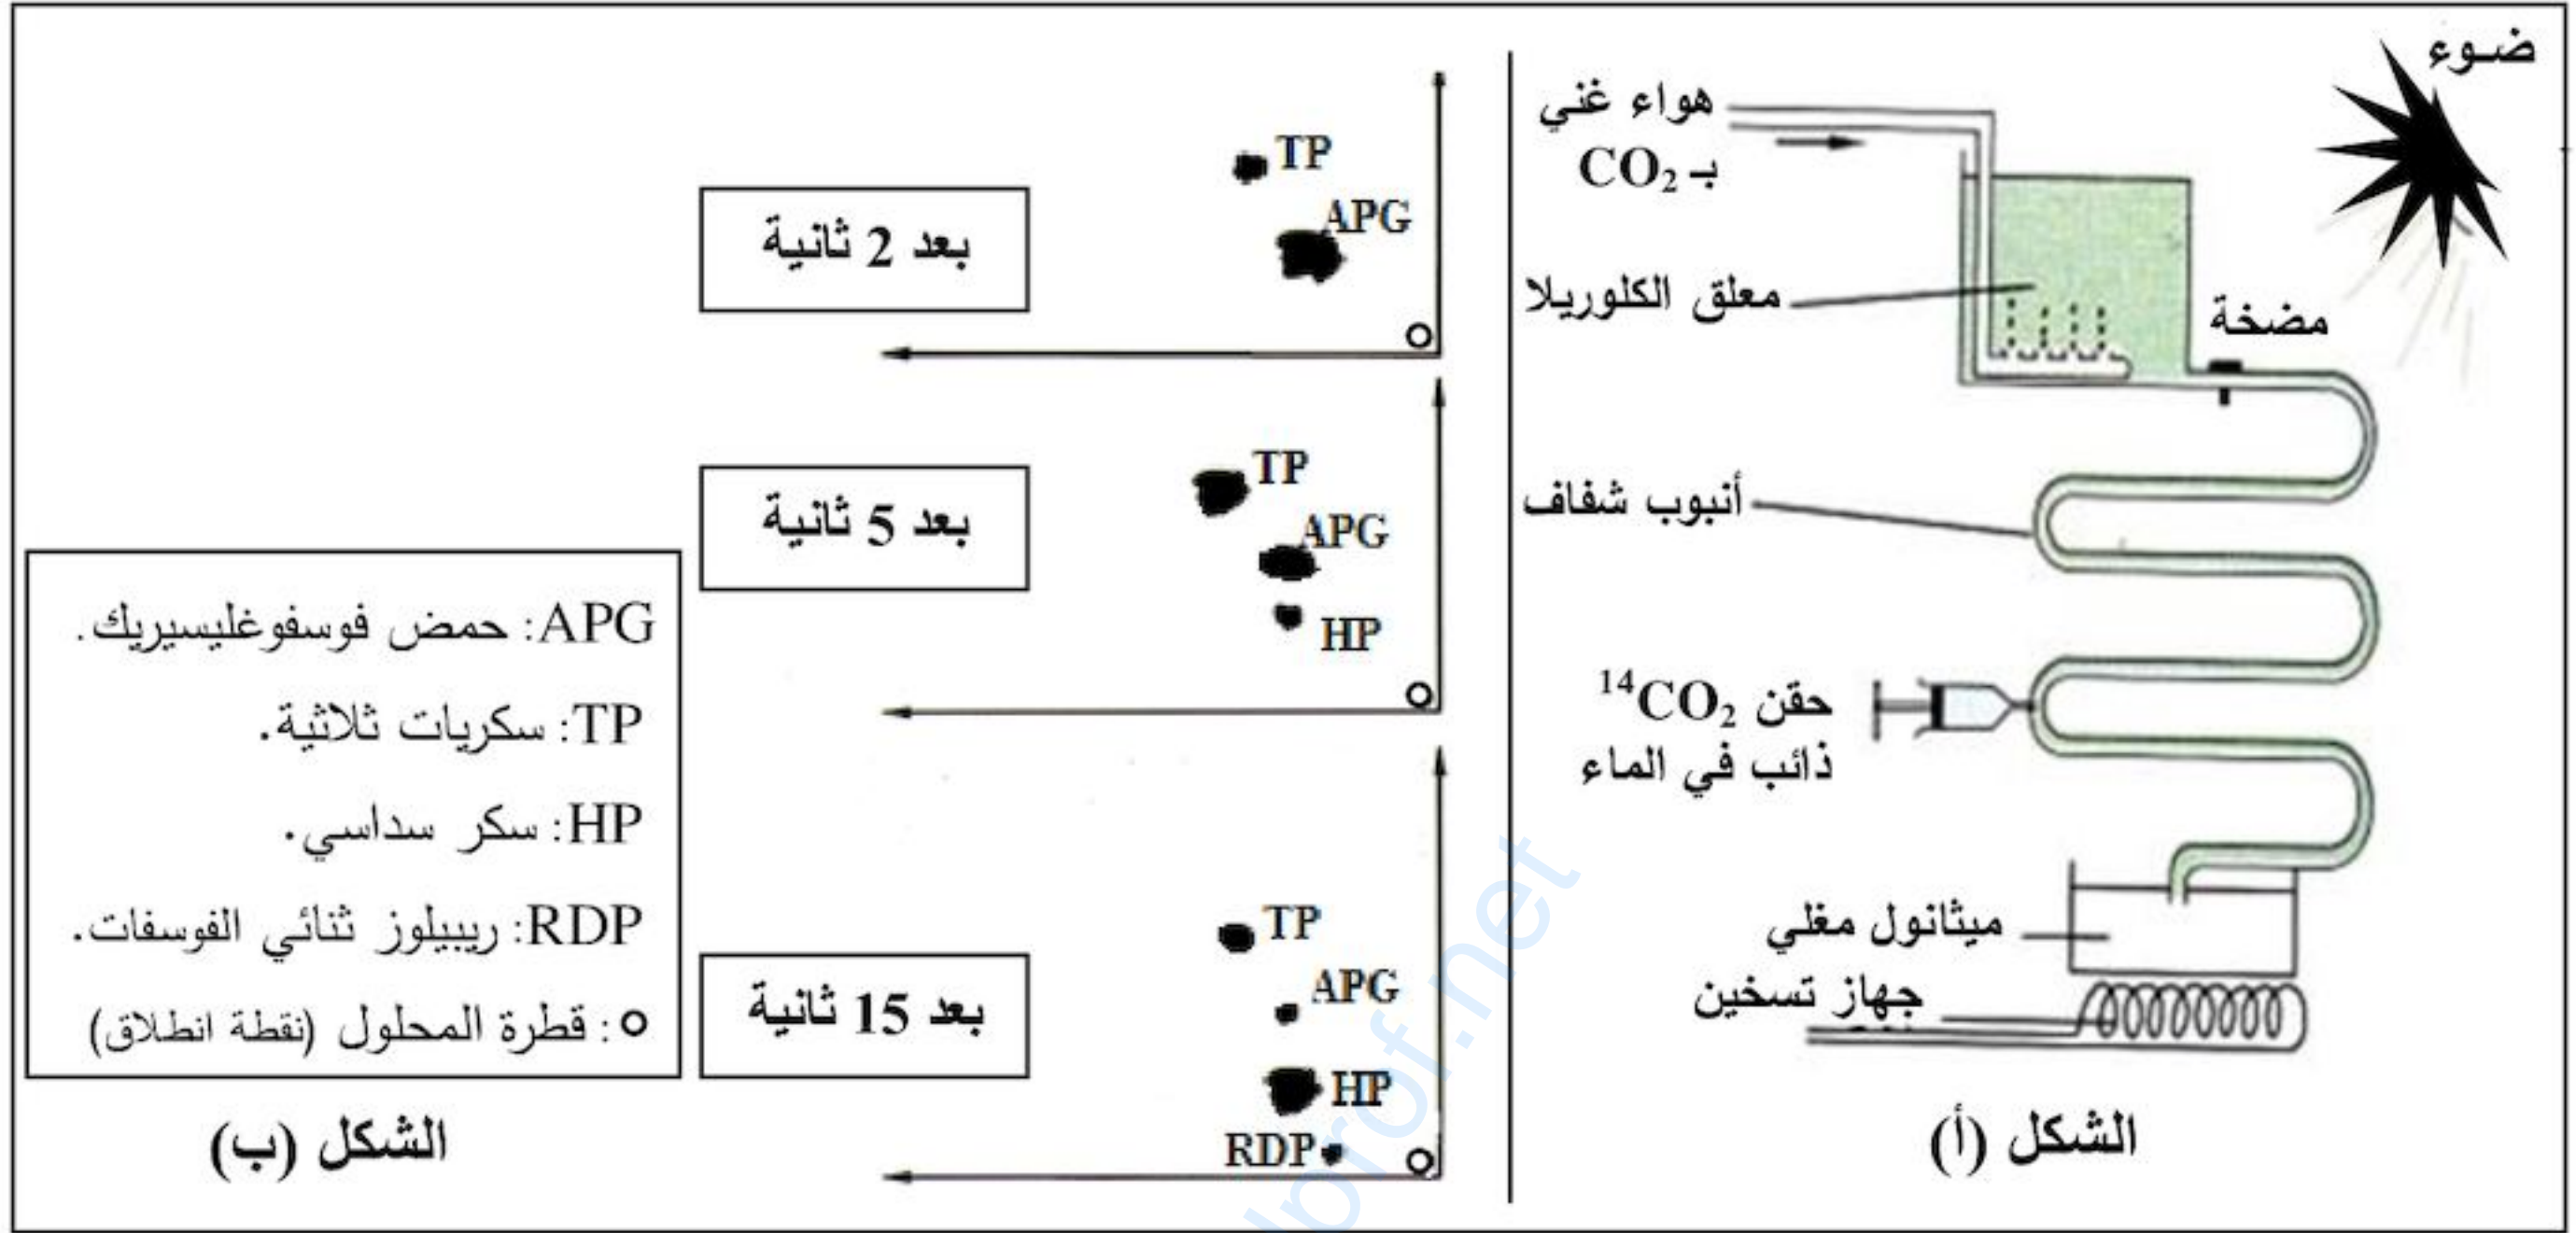 ضوء
هواء غني
بـ CO₂
معلق الكلوريلا
مضخة
أنبوب شفاف
حقن ¹⁴CO₂
ذائب في الماء
ميثانول مغلي
جهاز تسخين
الشكل (أ)
TP
APG
بعد 2 ثانية
TP
APG
HP
بعد 5 ثانية
TP
APG
HP
RDP
بعد 15 ثانية
APG: حمض فوسفوغليسيريك.
TP: سكريات ثلاثية.
HP: سكر سداسي.
RDP: ريبيلوز ثنائي الفوسفات.
o: قطرة المحلول (نقطة انطلاق)
الشكل (ب)